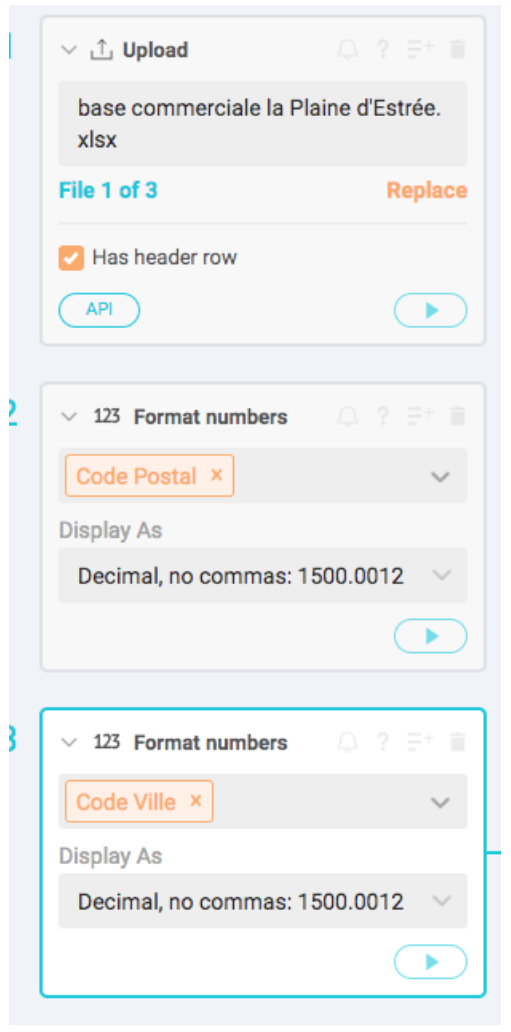 Upload ?
base commerciale la Plaine d'Estrée.
xlsx
File 1 of 3 Replace
Has header row
API
2
123 Format numbers ?
Code Postal ×
Display As
Decimal, no commas: 1500.0012
3
123 Format numbers ?
Code Ville ×
Display As
Decimal, no commas: 1500.0012